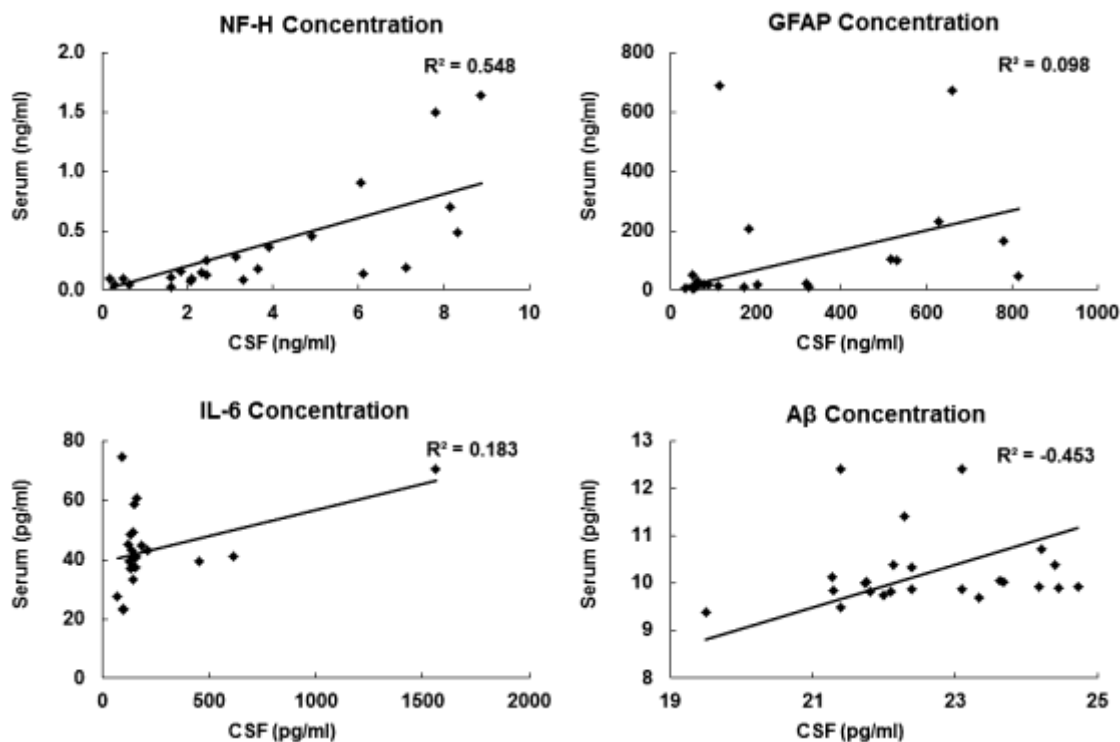 NF-H Concentration
R² = 0.548
Serum (ng/ml)
2.0
1.5
1.0
0.5
0.0
0 2 4 6 8 10
CSF (ng/ml)
GFAP Concentration
R² = 0.098
Serum (ng/ml)
800
600
400
200
0
0 200 400 600 800 1000
CSF (ng/ml)
IL-6 Concentration
R² = 0.183
Serum (pg/ml)
80
60
40
20
0
0 500 1000 1500 2000
CSF (pg/ml)
Aβ Concentration
R² = -0.453
Serum (pg/ml)
13
12
11
10
9
8
19 21 23 25
CSF (pg/ml)